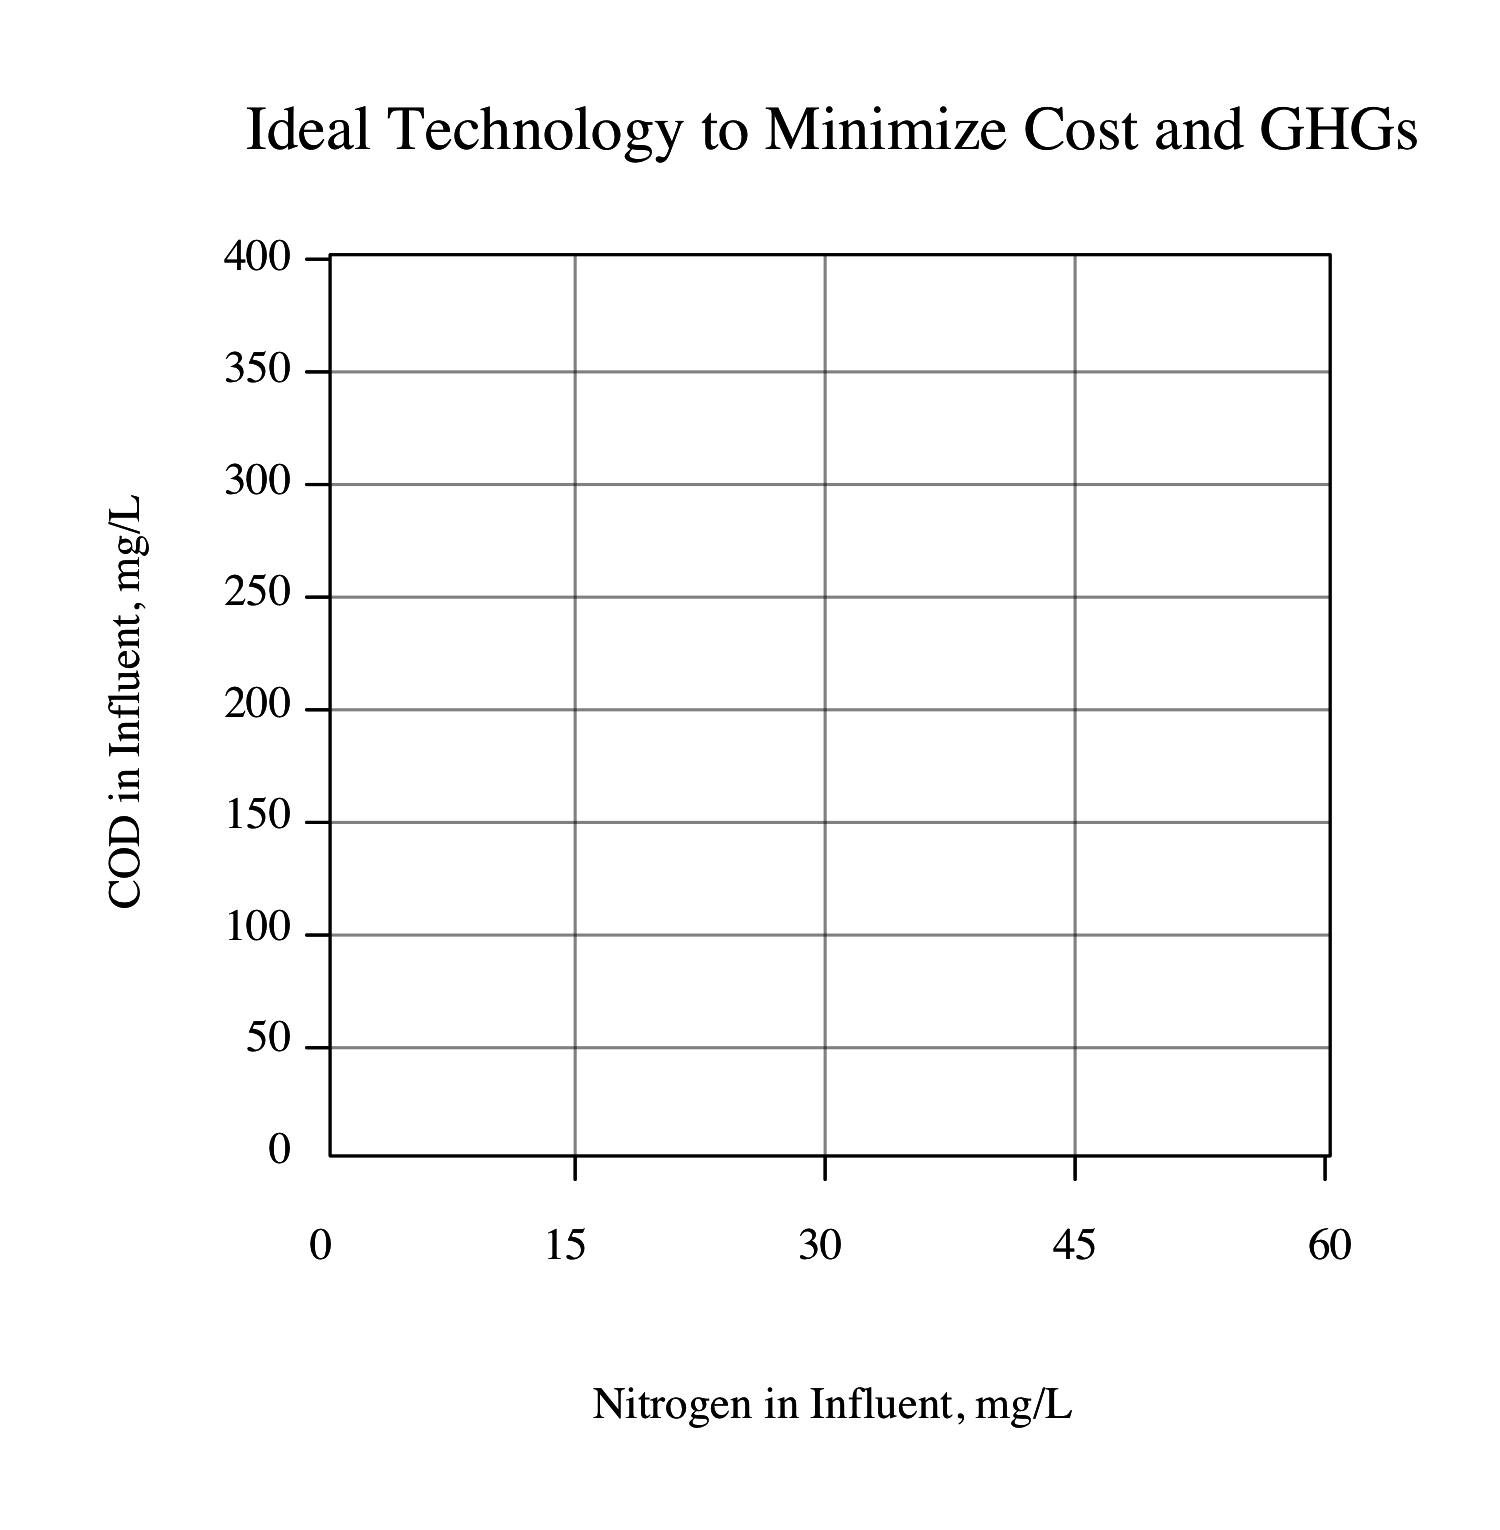 Ideal Technology to Minimize Cost and GHGs
400
350
300
250
200
150
100
50
0
COD in Influent, mg/L
0 15 30 45 60
Nitrogen in Influent, mg/L